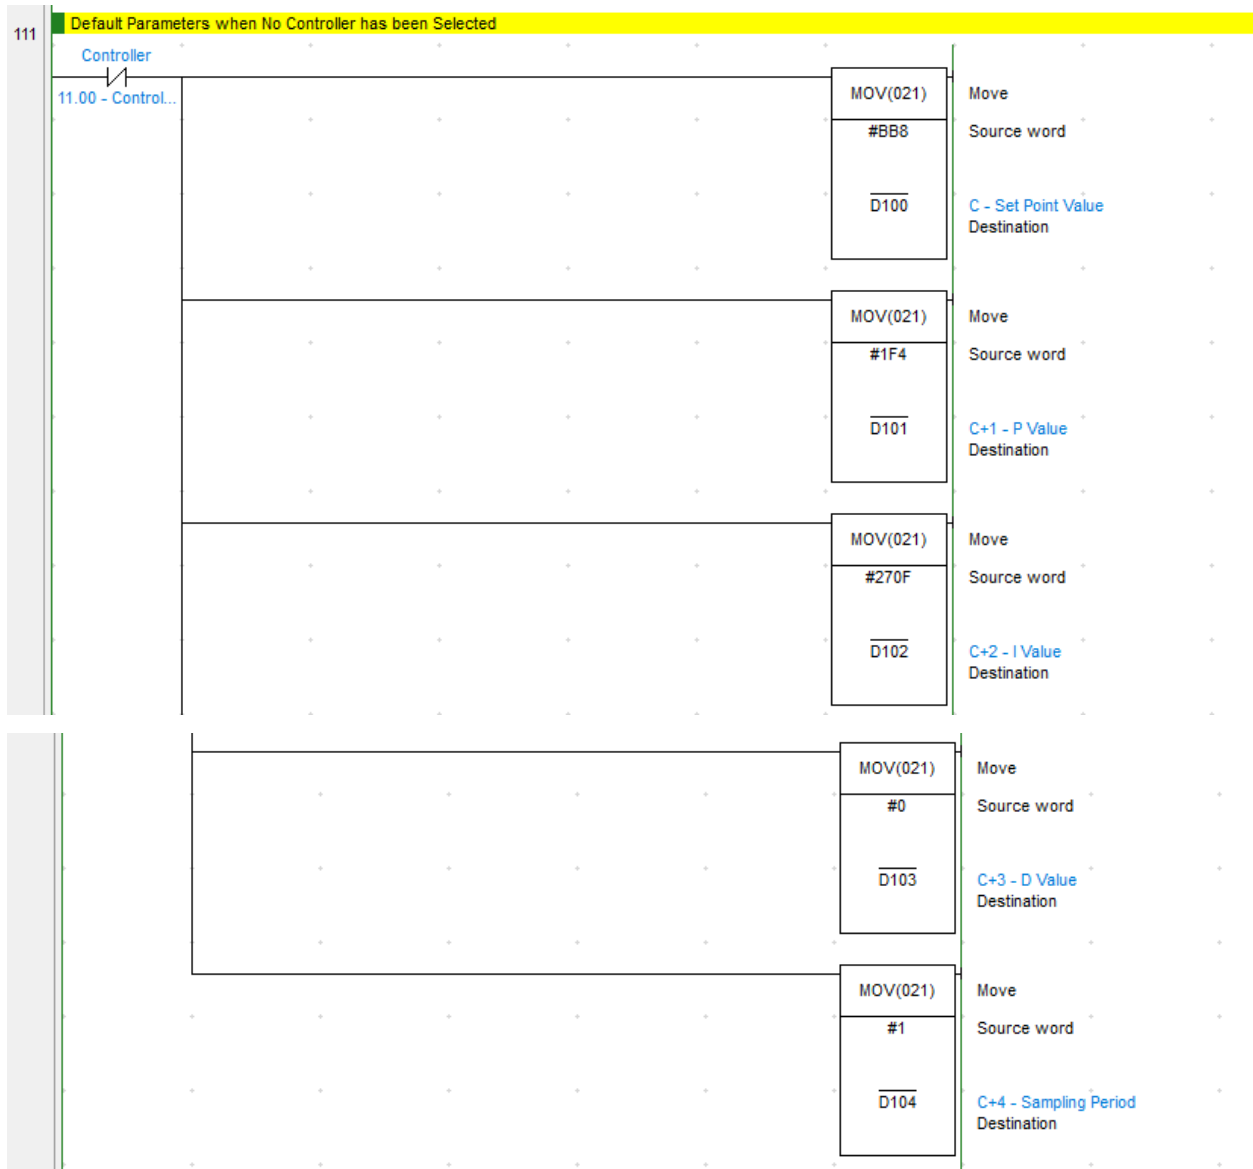 Default Parameters when No Controller has been Selected
111
Controller
11.00 - Control...
MOV(021)
Move
#BB8
Source word
D100
C - Set Point Value
Destination
MOV(021)
Move
#1F4
Source word
D101
C+1 - P Value
Destination
MOV(021)
Move
#270F
Source word
D102
C+2 - I Value
Destination
MOV(021)
Move
#0
Source word
D103
C+3 - D Value
Destination
MOV(021)
Move
#1
Source word
D104
C+4 - Sampling Period
Destination